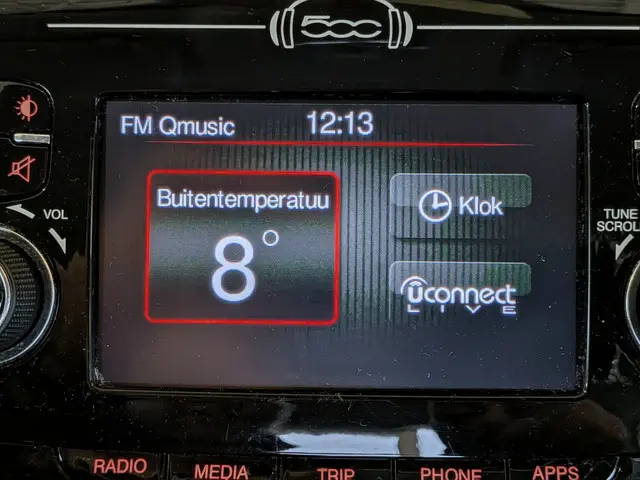 500
FM Qmusic 12:13
VOL
TUNE
SCROLL
Buitentemperatuu
8°
Klok
Uconnect
LIVE
RADIO MEDIA TRIP PHONE APPS